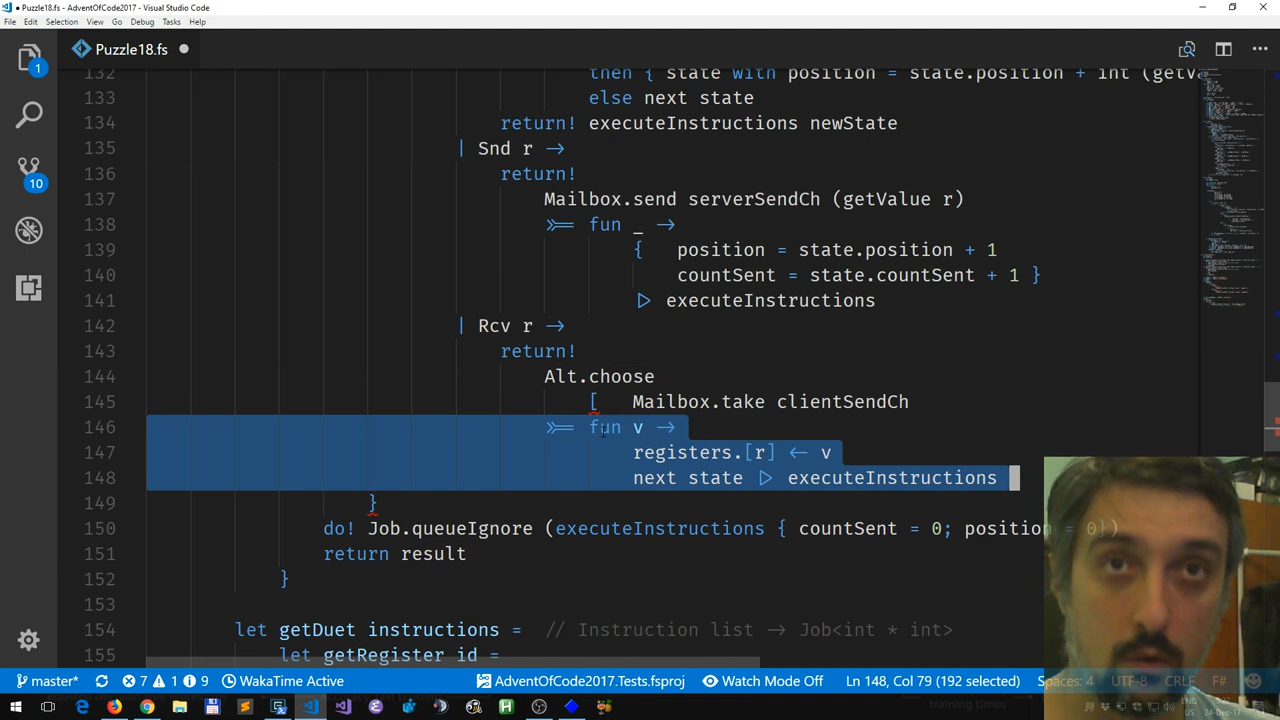 Puzzle18.fs - AdventOfCode2017 - Visual Studio Code
File Edit Selection View Go Debug Tasks Help
Puzzle18.fs
132 then { state with position = state.position + int (getVa
133 else next state
134 return! executeInstructions newState
135 | Snd r →
136 return!
137 Mailbox.send serverSendCh (getValue r)
138 >>= fun _ →
139 { position = state.position + 1
140 countSent = state.countSent + 1 }
141 ▷ executeInstructions
142 | Rcv r →
143 return!
144 Alt.choose
145 [ Mailbox.take clientSendCh
146 >>= fun v →
147 registers.[r] ← v
148 next state ▷ executeInstructions
149 }
150 do! Job.queueIgnore (executeInstructions { countSent = 0; position = 0})
151 return result
152 }
153
154 let getDuet instructions = // Instruction list → Job<int * int>
155 let getRegister id =
1
10
master* 7 1 9 WakaTime Active AdventOfCode2017.Tests.fsproj Watch Mode Off Ln 148, Col 79 (192 selected) Spaces: 4 UTF-8 CRLF F#
training times
24-Dec-17